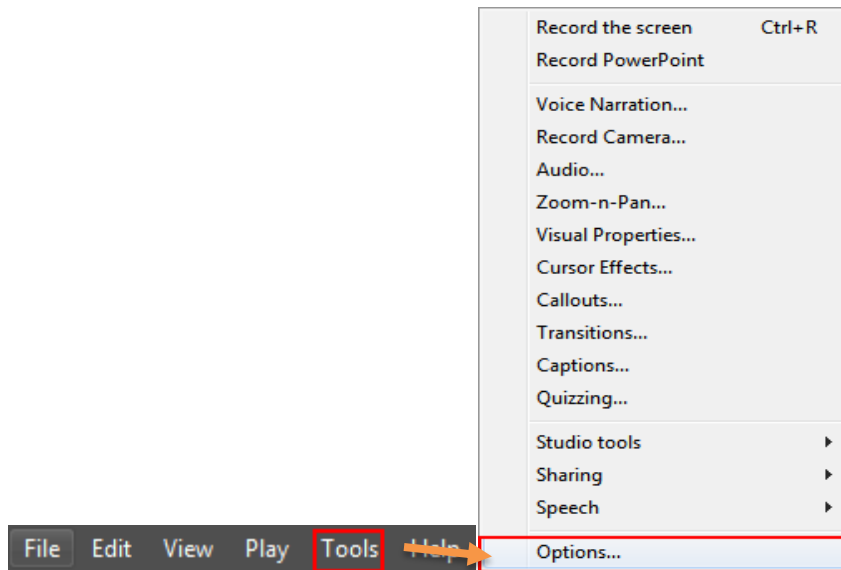 Record the screen Ctrl+R
Record PowerPoint
Voice Narration...
Record Camera...
Audio...
Zoom-n-Pan...
Visual Properties...
Cursor Effects...
Callouts...
Transitions...
Captions...
Quizzing...
Studio tools
Sharing
Speech
Options...
File Edit View Play Tools Help